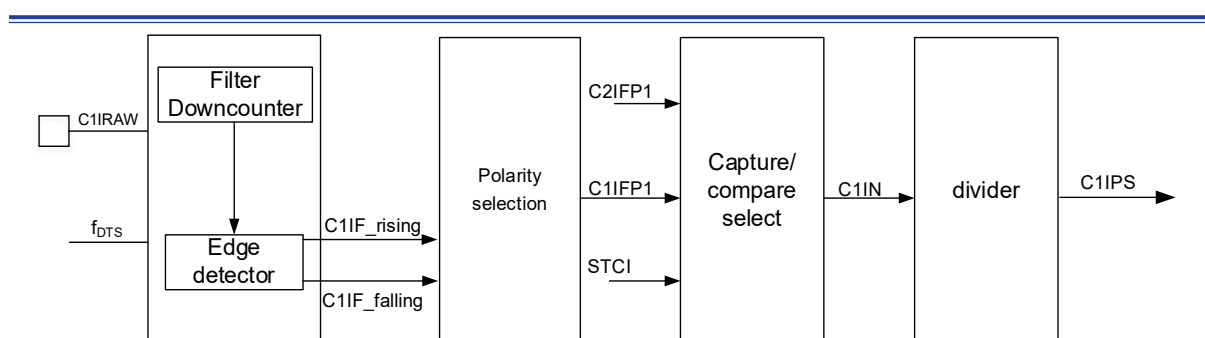 Filter
Downcounter
C1IRAW
fDTS
Edge
detector
C1IF_rising
C1IF_falling
Polarity
selection
C2IFP1
C1IFP1
STCI
Capture/
compare
select
C1IN
divider
C1IPS